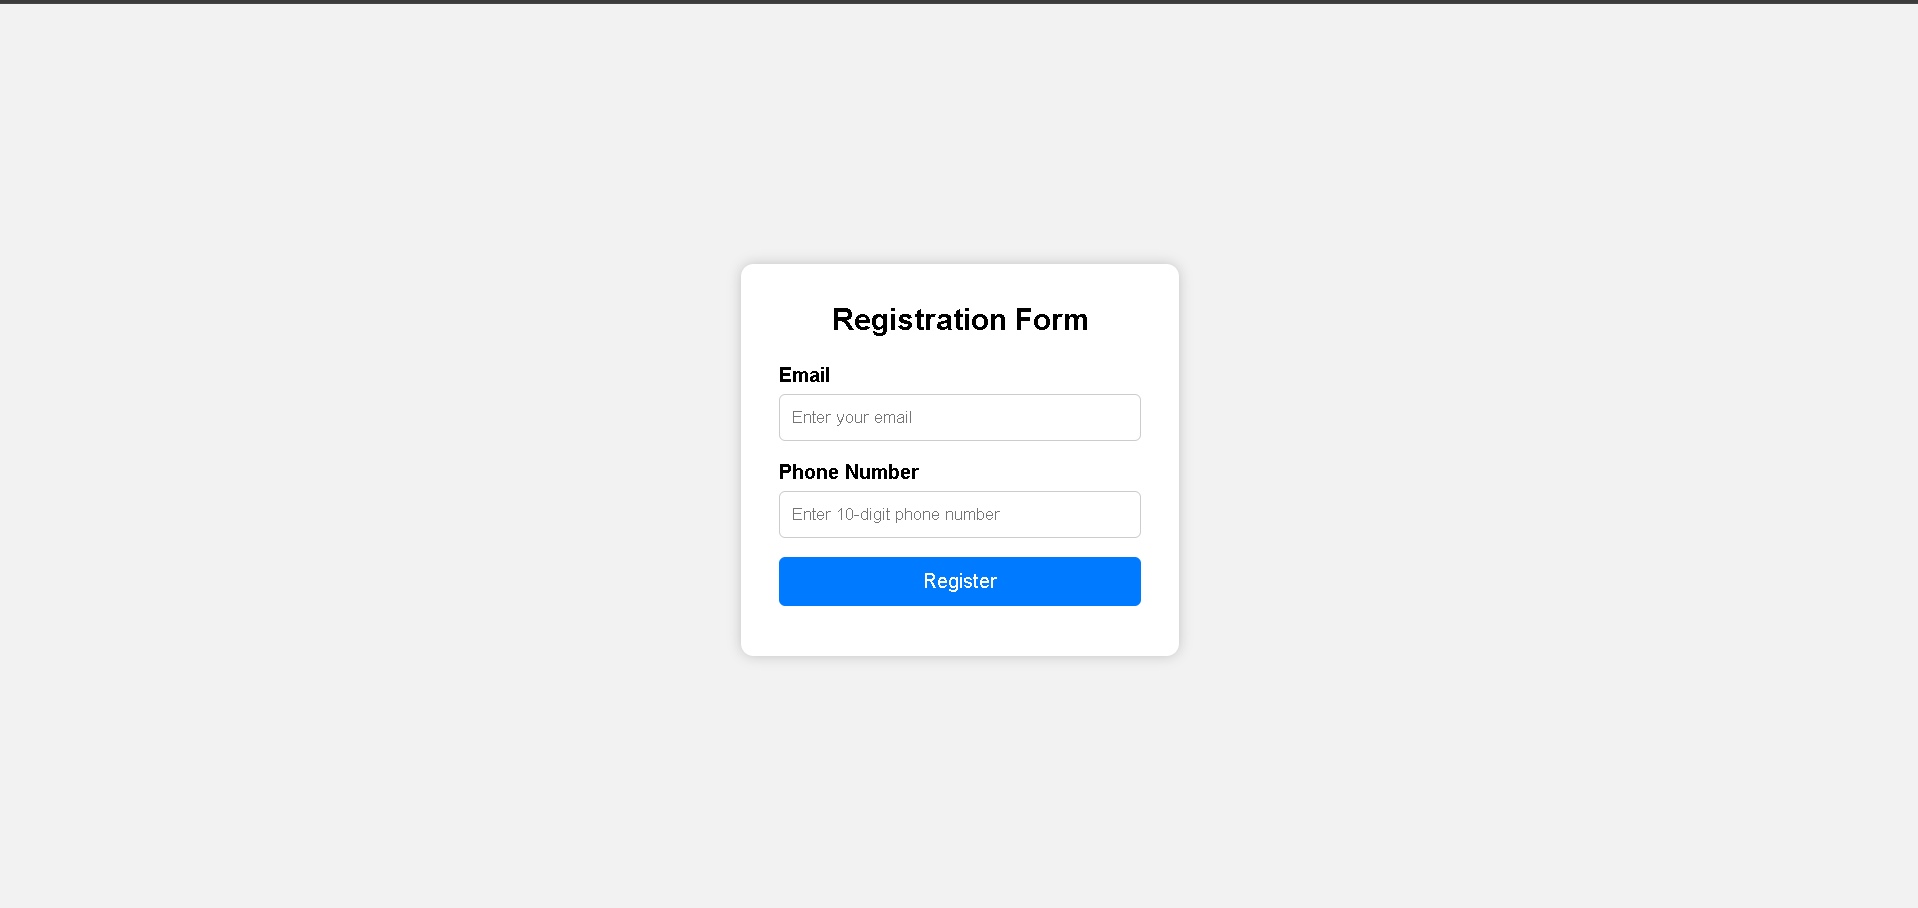 Registration Form
Email
Enter your email
Phone Number
Enter 10-digit phone number
Register